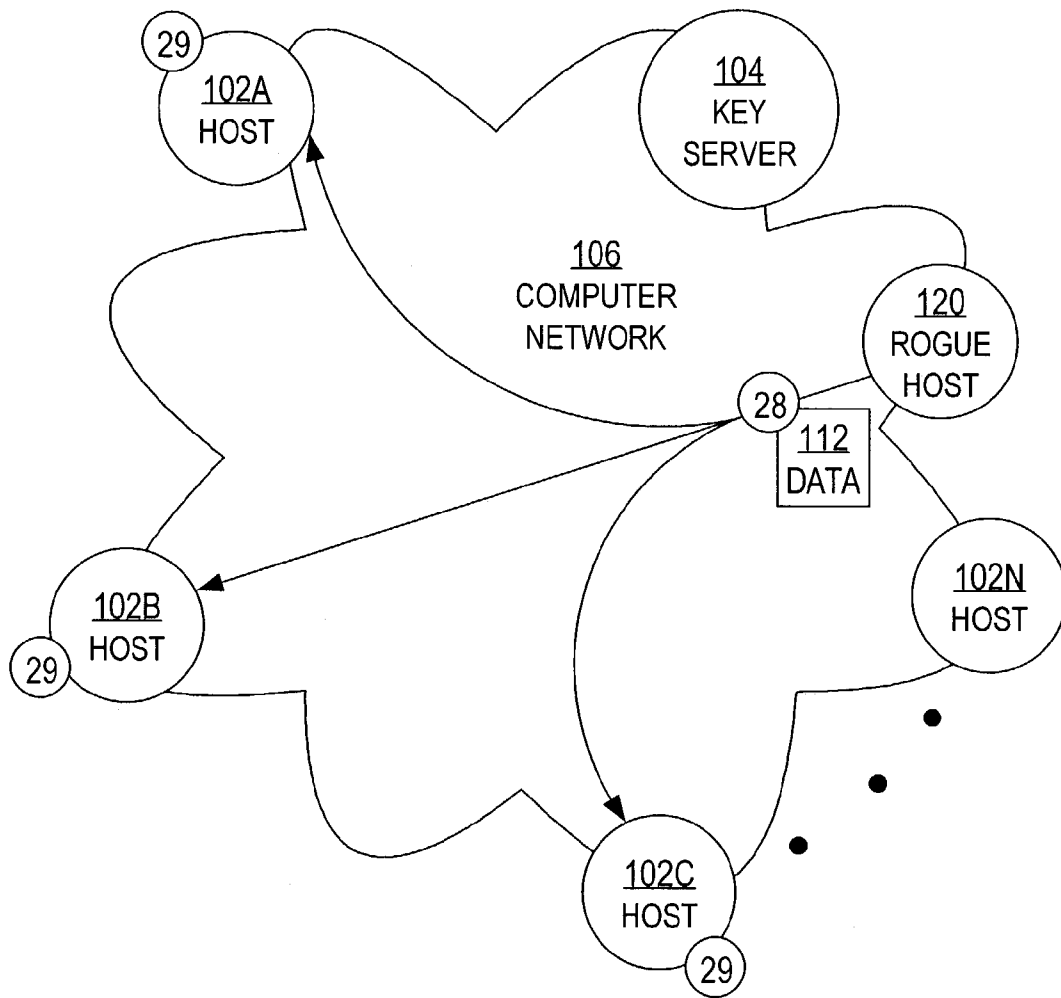 29
102A
HOST
104
KEY
SERVER
106
COMPUTER
NETWORK
120
ROGUE
HOST
28
112
DATA
102B
HOST
29
102N
HOST
102C
HOST
29